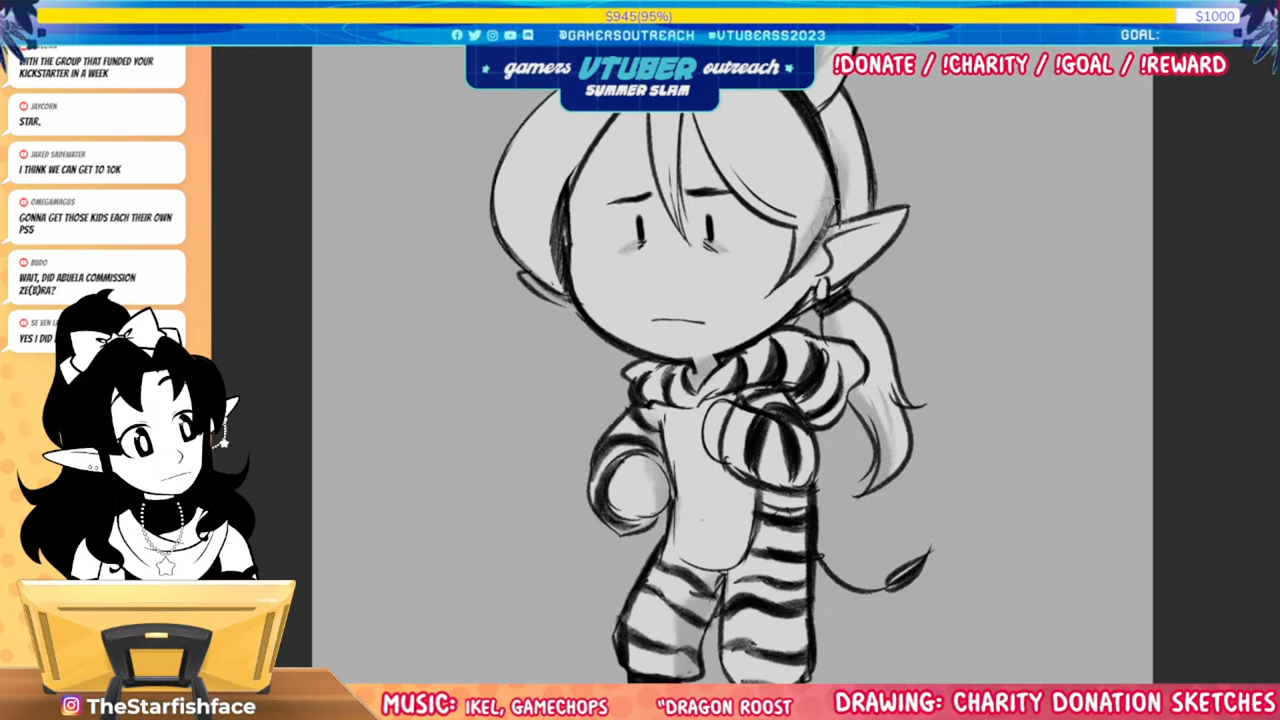 $945(95%)
$1000
@GAMERSOUTREACH
#VTUBERSS2023
GOAL:
gamers VTUBER outreach
SUMMER SLAM
!DONATE / !CHARITY / !GOAL / !REWARD
WITH THE GROUP THAT FUNDED YOUR
KICKSTARTER IN A WEEK
JAYCORN
STAR.
JARED SADEWATER
I THINK WE CAN GET TO 10K
OMEGAMAGUS
GONNA GET THOSE KIDS EACH THEIR OWN
PS5
BUDO
WAIT, DID ABUELA COMMISSION
ZE(B)RA?
YES I DID
TheStarfishface
MUSIC: IKEL, GAMECHOPS
"DRAGON ROOST
DRAWING: CHARITY DONATION SKETCHES